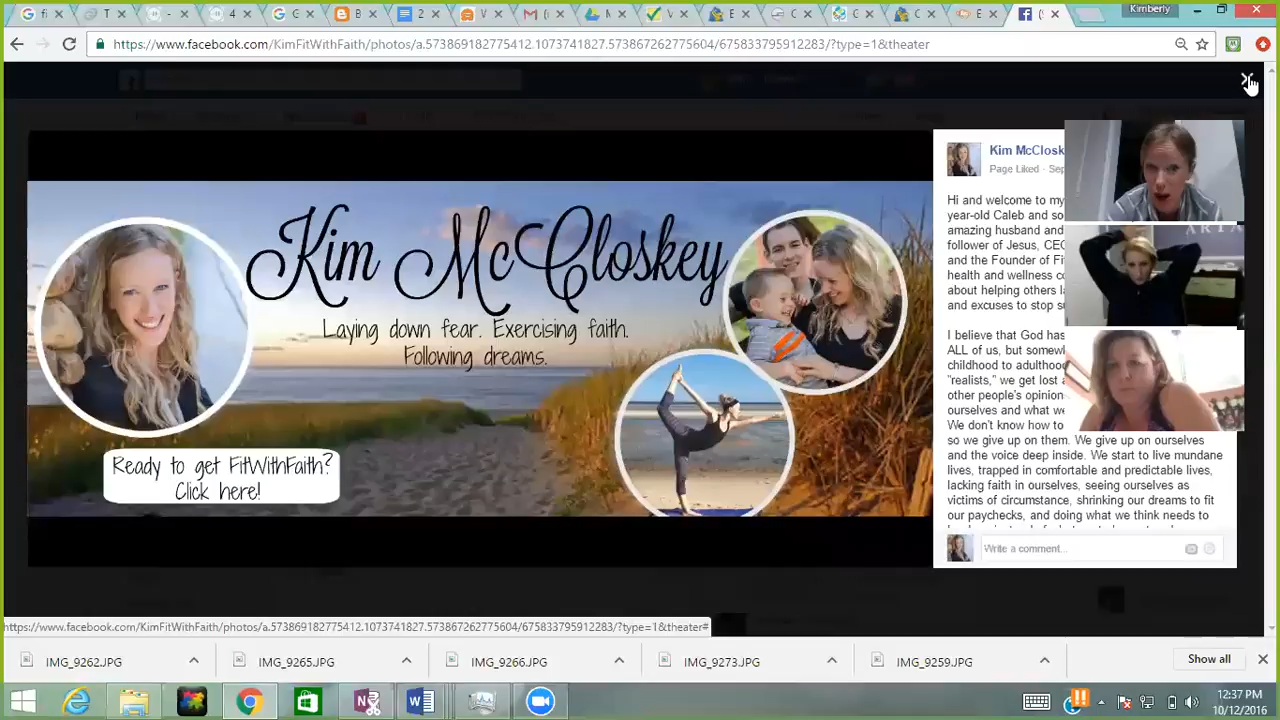 Kimberly
https://www.facebook.com/KimFitWithFaith/photos/a.573869182775412.1073741827.573867262775604/675833795912283/?type=1&theater
Kim McCloskey
Laying down fear. Exercising faith.
Following dreams.
Ready to get FitWithFaith?
Click here!
Kim McClosk
Page Liked · Sep
Hi and welcome to my
year-old Caleb and so
amazing husband and
follower of Jesus, CEO
and the Founder of Fi
health and wellness co
about helping others l
and excuses to stop s
I believe that God has
ALL of us, but somewh
childhood to adulthood
"realists," we get lost
other people's opinion
ourselves and what we
We don't know how to
so we give up on them. We give up on ourselves
and the voice deep inside. We start to live mundane
lives, trapped in comfortable and predictable lives,
lacking faith in ourselves, seeing ourselves as
victims of circumstance, shrinking our dreams to fit
our paychecks, and doing what we think needs to
Write a comment...
https://www.facebook.com/KimFitWithFaith/photos/a.573869182775412.1073741827.573867262775604/675833795912283/?type=1&theater#
IMG_9262.JPG
IMG_9265.JPG
IMG_9266.JPG
IMG_9273.JPG
IMG_9259.JPG
Show all
12:37 PM
10/12/2016